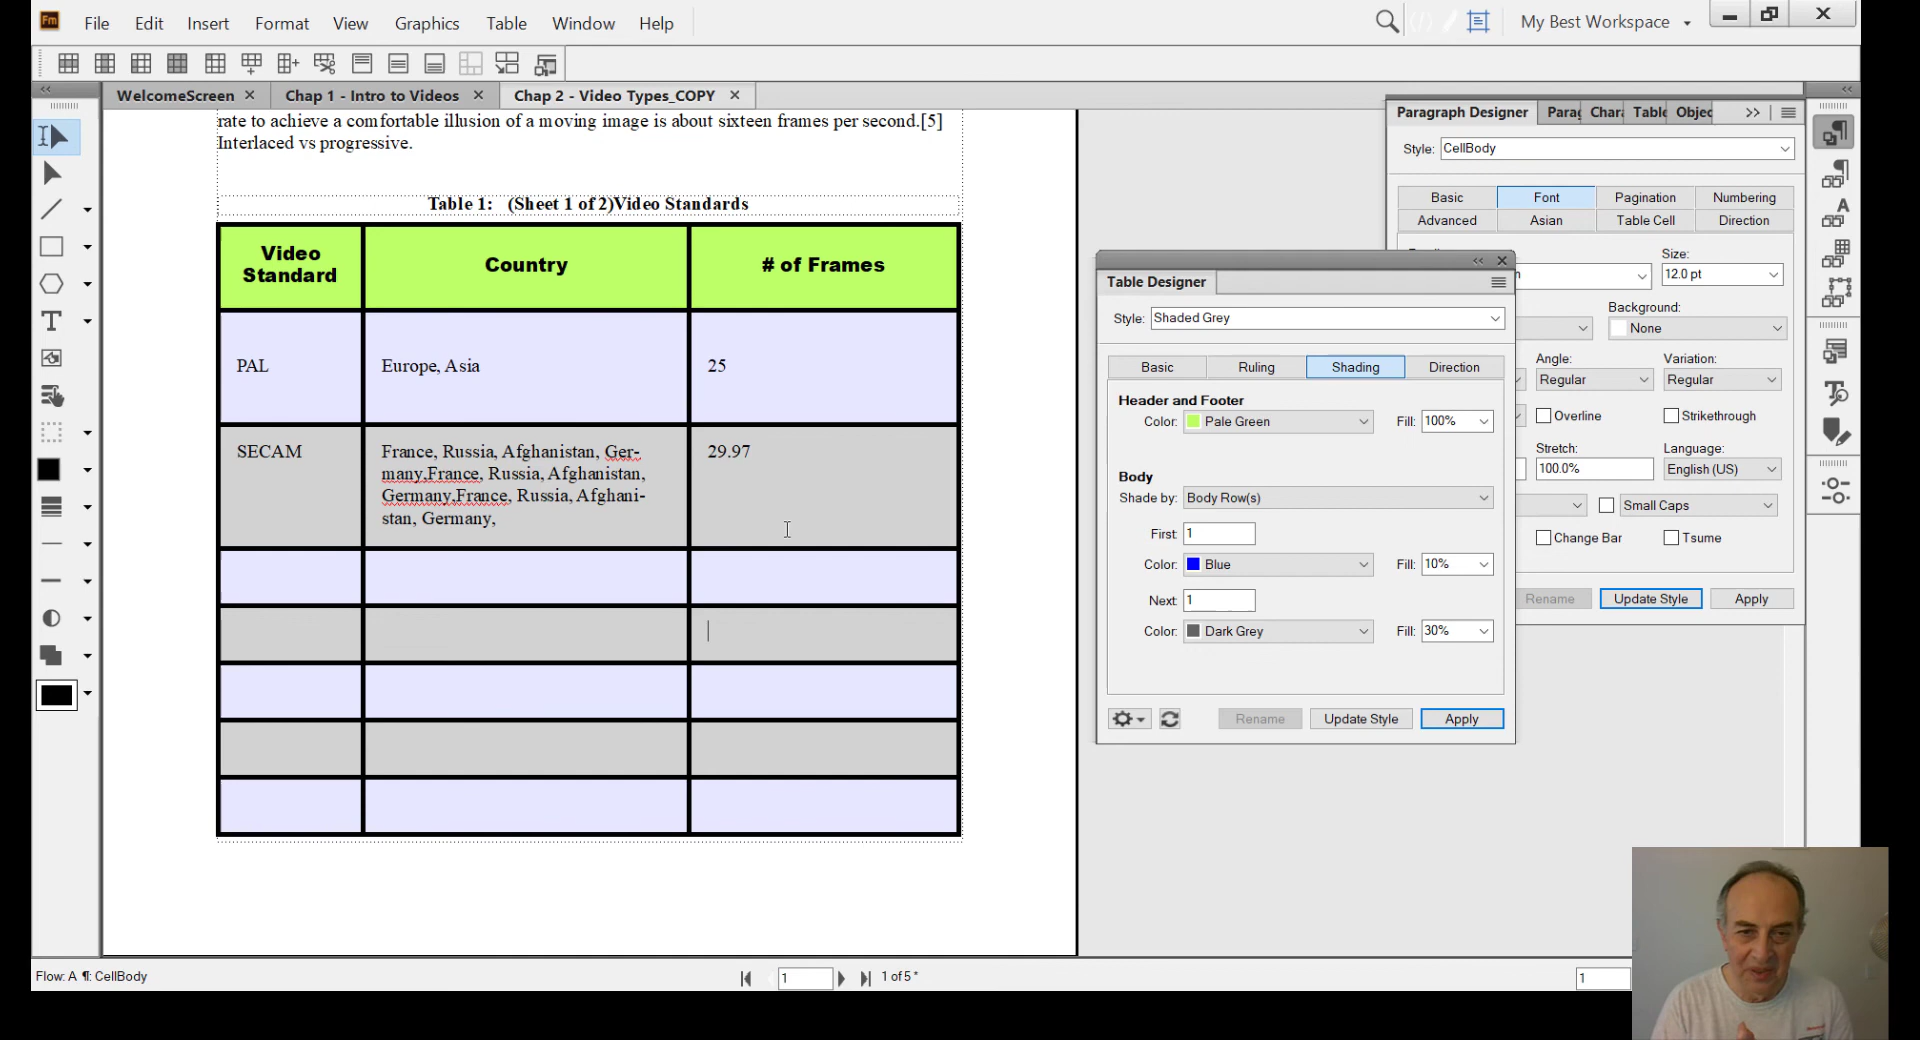 Fm File Edit Insert Format View Graphics Table Window Help My Best Workspace
WelcomeScreen Chap 1 - Intro to Videos Chap 2 - Video Types_COPY
rate to achieve a comfortable illusion of a moving image is about sixteen frames per second.[5]
Interlaced vs progressive.
Table 1: (Sheet 1 of 2)Video Standards
Video Standard
Country
# of Frames
PAL
Europe, Asia
25
SECAM
France, Russia, Afghanistan, Ger-
many,France, Russia, Afghanistan,
Germany,France, Russia, Afghani-
stan, Germany,
29.97
Table Designer
Style: Shaded Grey
Basic Ruling Shading Direction
Header and Footer
Color: Pale Green Fill: 100%
Body
Shade by: Body Row(s)
First: 1
Color: Blue Fill: 10%
Next: 1
Color: Dark Grey Fill: 30%
Rename Update Style Apply
Paragraph Designer Parag Chara Table Objec
Style: CellBody
Basic Font Pagination Numbering
Advanced Asian Table Cell Direction
Size:
12.0 pt
Background:
None
Angle: Variation:
Regular Regular
Overline Strikethrough
Stretch: Language:
100.0% English (US)
Small Caps
Change Bar Tsume
Rename Update Style Apply
Flow: A ¶: CellBody
1
1 of 5 *
1